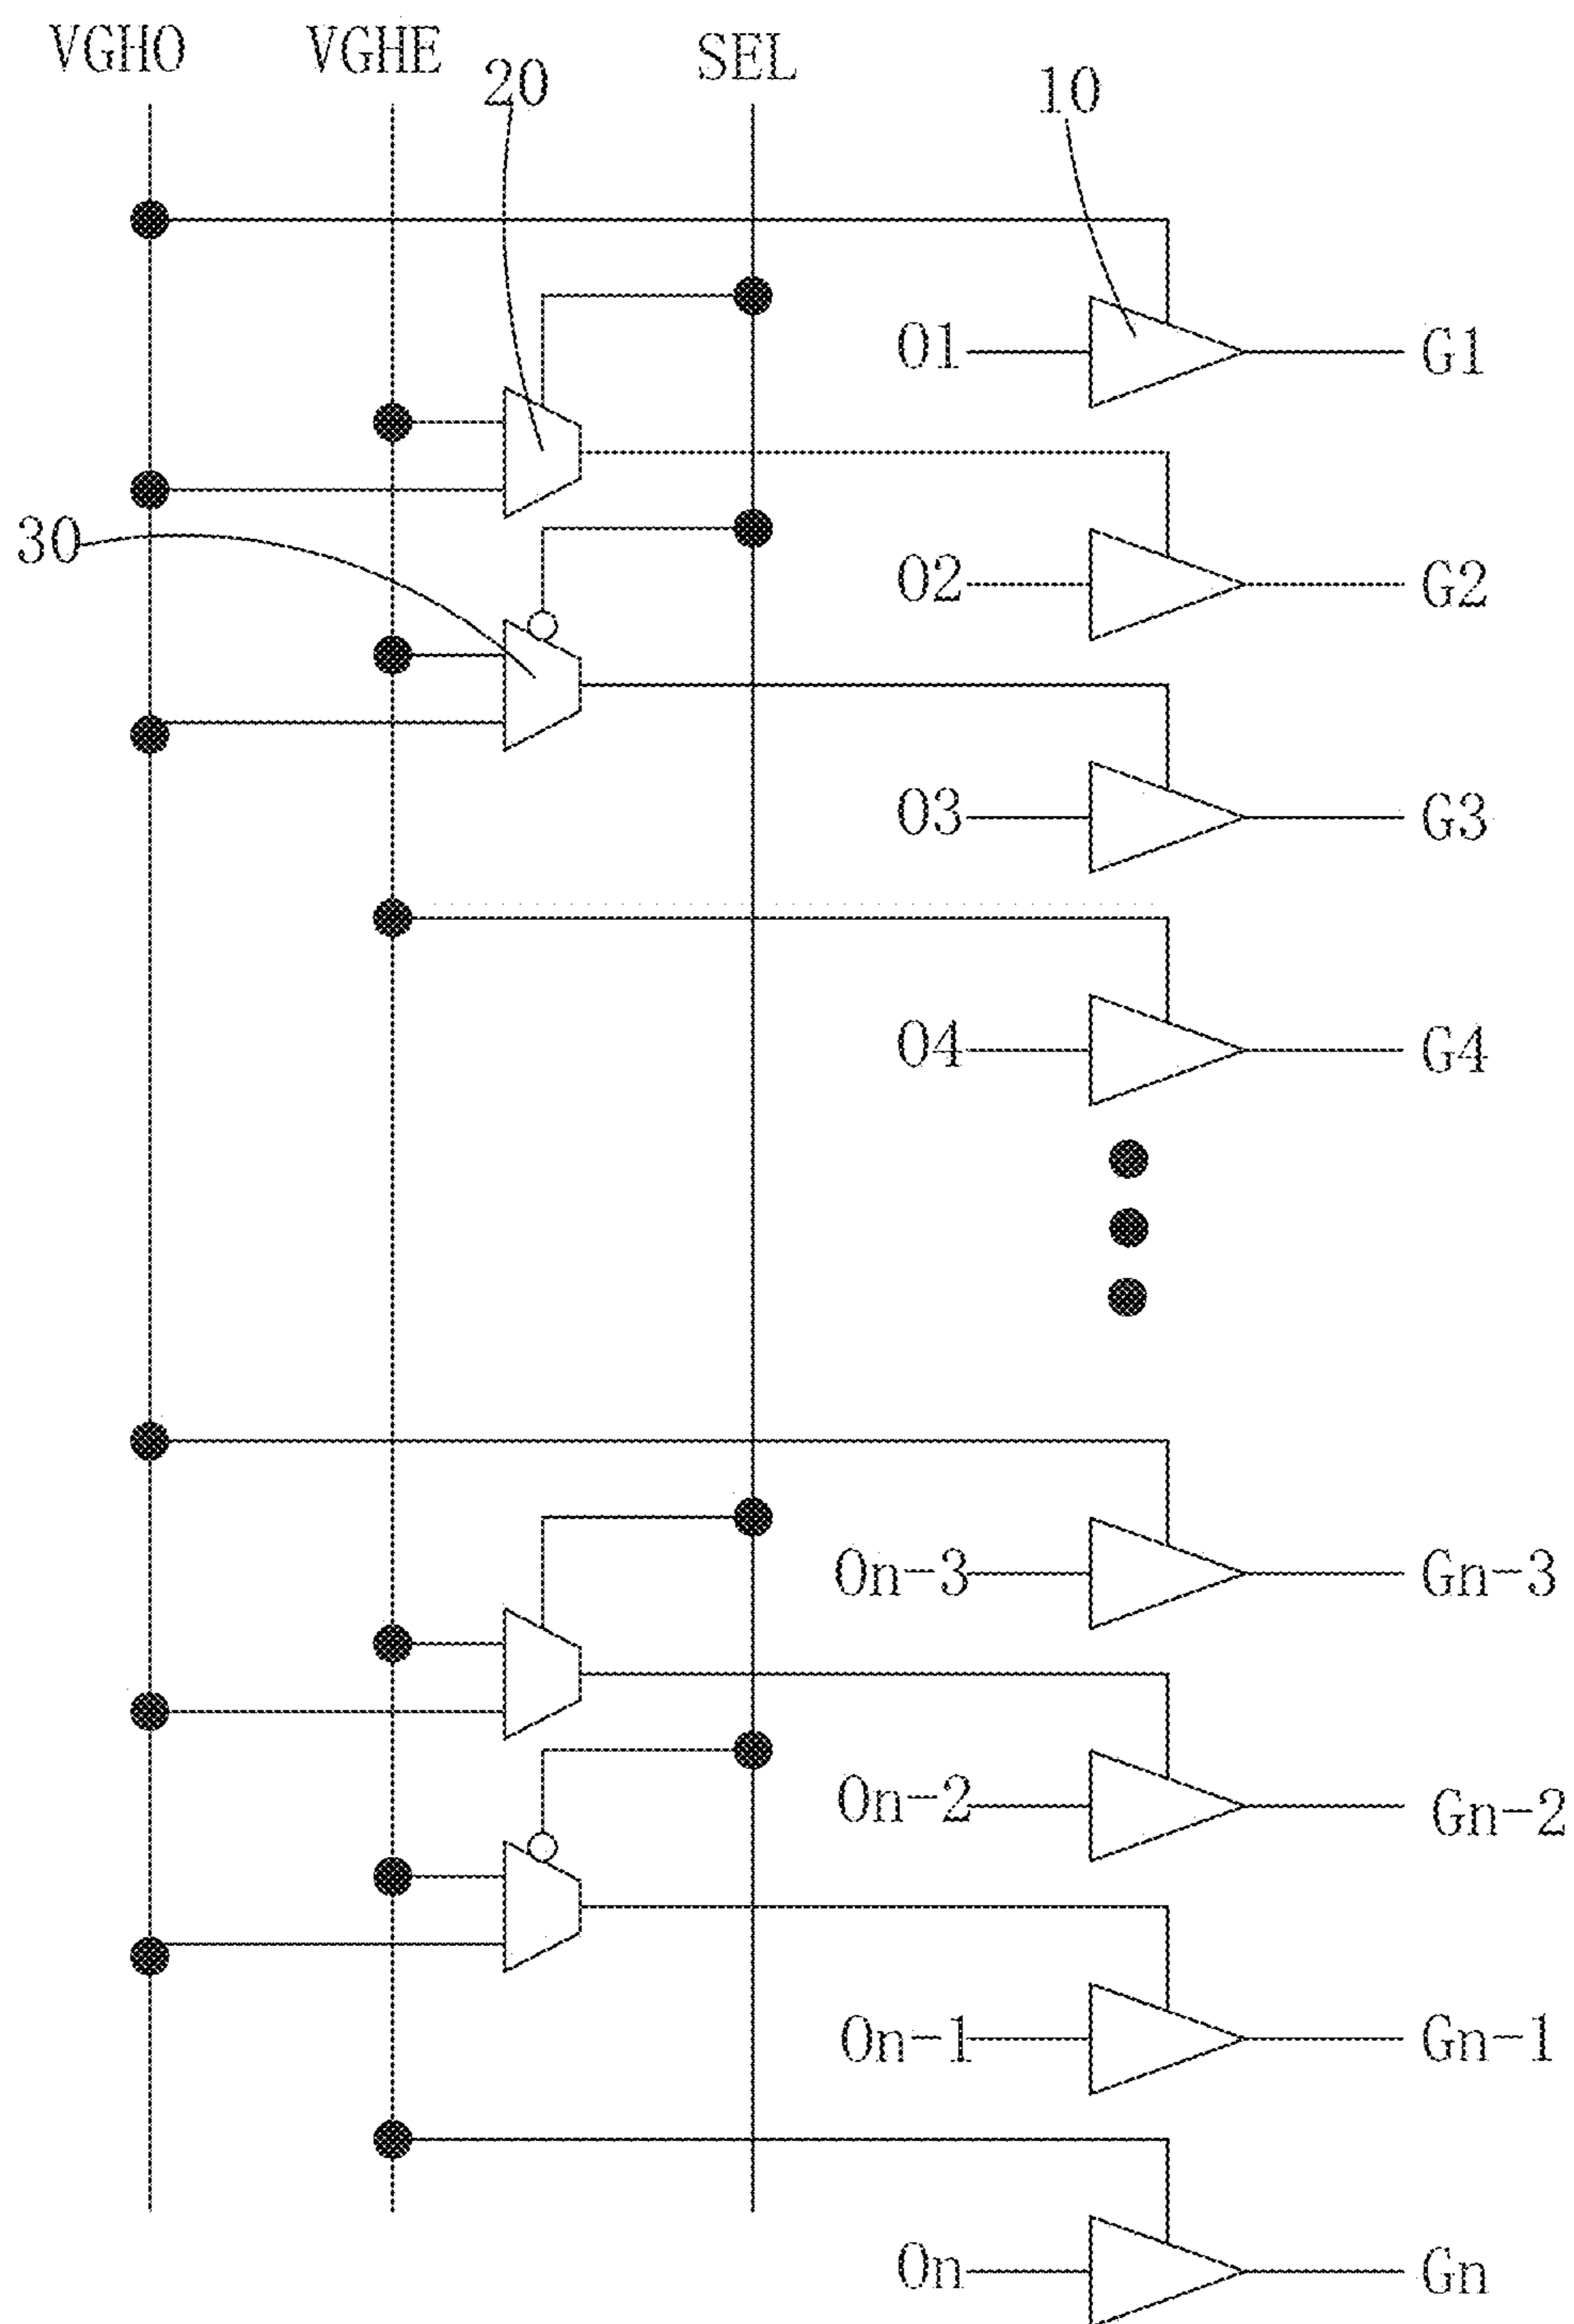 VGHO VGHE 20 SEL 10
O1 G1
30 O2 G2
O3 G3
O4 G4
On-3 Gn-3
On-2 Gn-2
On-1 Gn-1
On Gn